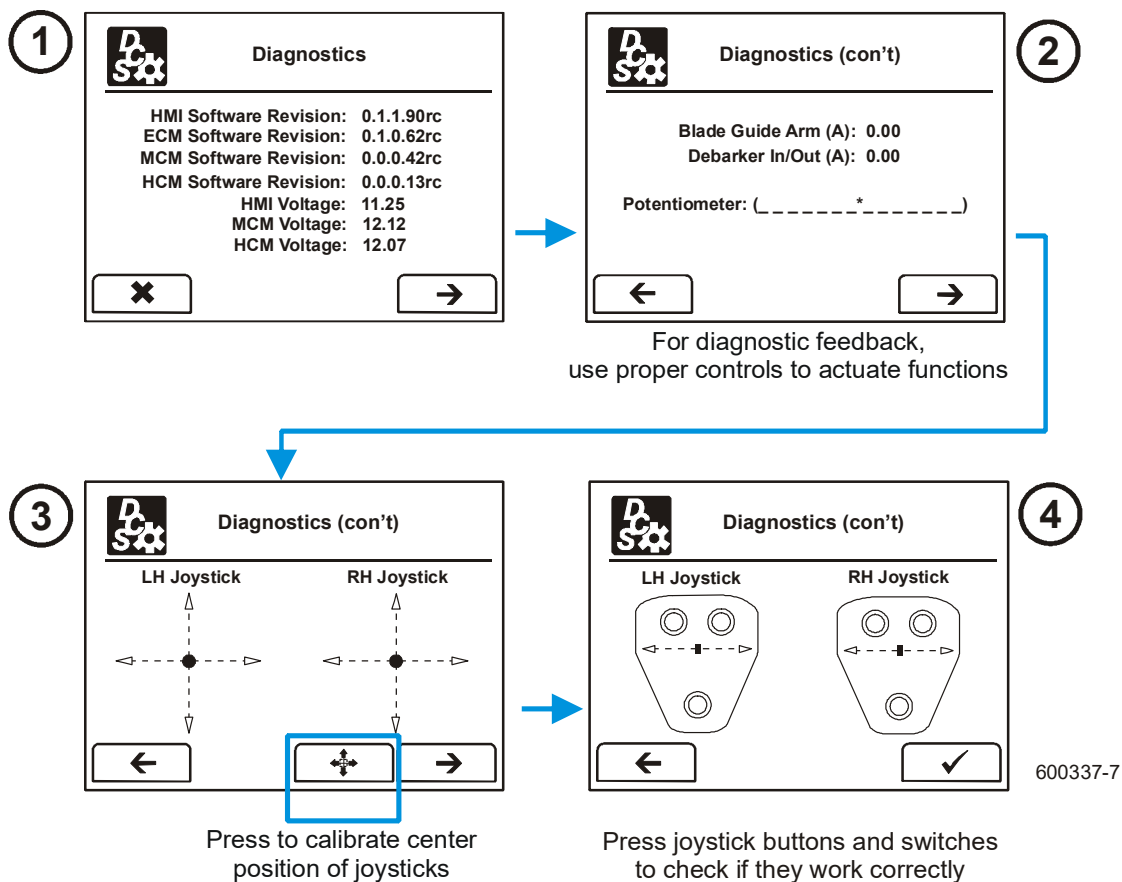 1
DCS
Diagnostics
HMI Software Revision: 0.1.1.90rc
ECM Software Revision: 0.1.0.62rc
MCM Software Revision: 0.0.0.42rc
HCM Software Revision: 0.0.0.13rc
HMI Voltage: 11.25
MCM Voltage: 12.12
HCM Voltage: 12.07
2
DCS
Diagnostics (con't)
Blade Guide Arm (A): 0.00
Debarker In/Out (A): 0.00
Potentiometer: (_ _ _ _ _ _ _*_ _ _ _ _ _ _)
For diagnostic feedback,
use proper controls to actuate functions
3
DCS
Diagnostics (con't)
LH Joystick RH Joystick
Press to calibrate center
position of joysticks
4
DCS
Diagnostics (con't)
LH Joystick RH Joystick
Press joystick buttons and switches
to check if they work correctly
600337-7